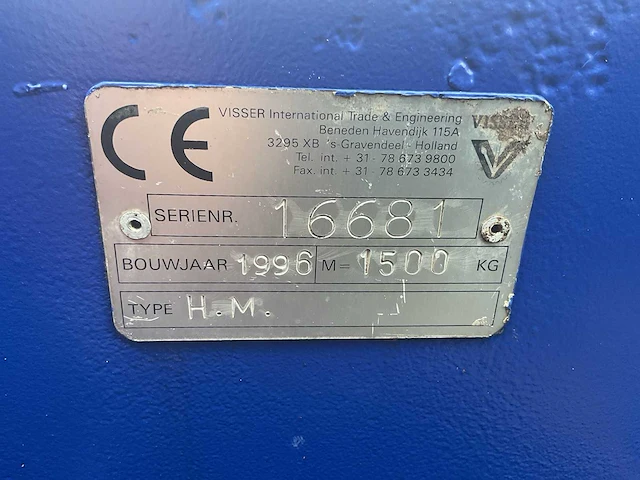 CE
VISSER International Trade & Engineering
Beneden Havendijk 115A
3295 XB 's-Gravendeel - Holland
Tel. int. + 31 - 78 673 9800
Fax. int. + 31 - 78 673 3434
VISSER
SERIENR. 16681
BOUWJAAR 1996 M= 1500 KG
TYPE H.M.